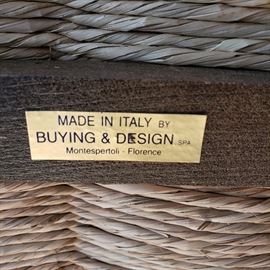 MADE IN ITALY BY
BUYING & DESIGN SPA
Montespertoli - Florence